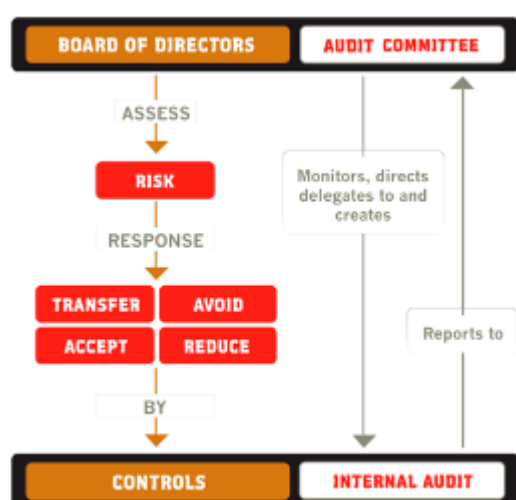 BOARD OF DIRECTORS
AUDIT COMMITTEE
ASSESS
RISK
Monitors, directs
delegates to and
creates
RESPONSE
TRANSFER
AVOID
ACCEPT
REDUCE
Reports to
BY
CONTROLS
INTERNAL AUDIT